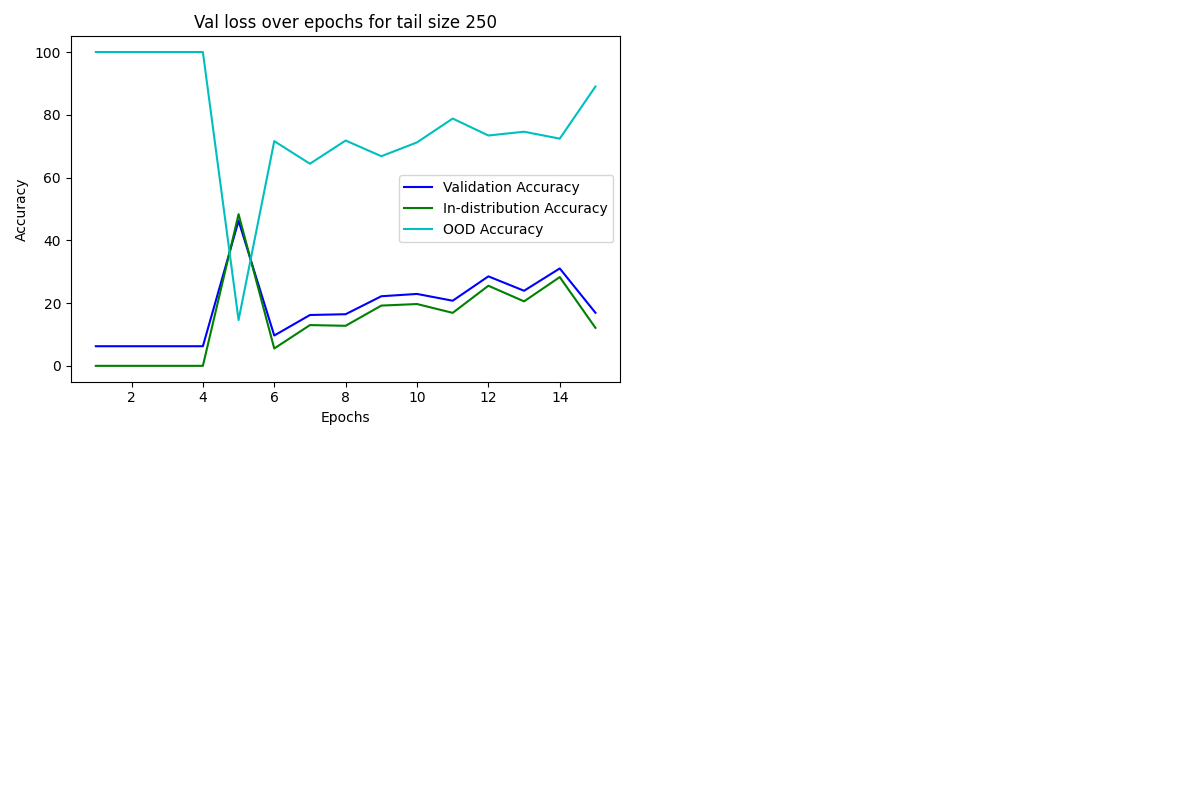 Val loss over epochs for tail size 250
100
80
60
40
20
0
Accuracy
Validation Accuracy
In-distribution Accuracy
OOD Accuracy
2 4 6 8 10 12 14
Epochs